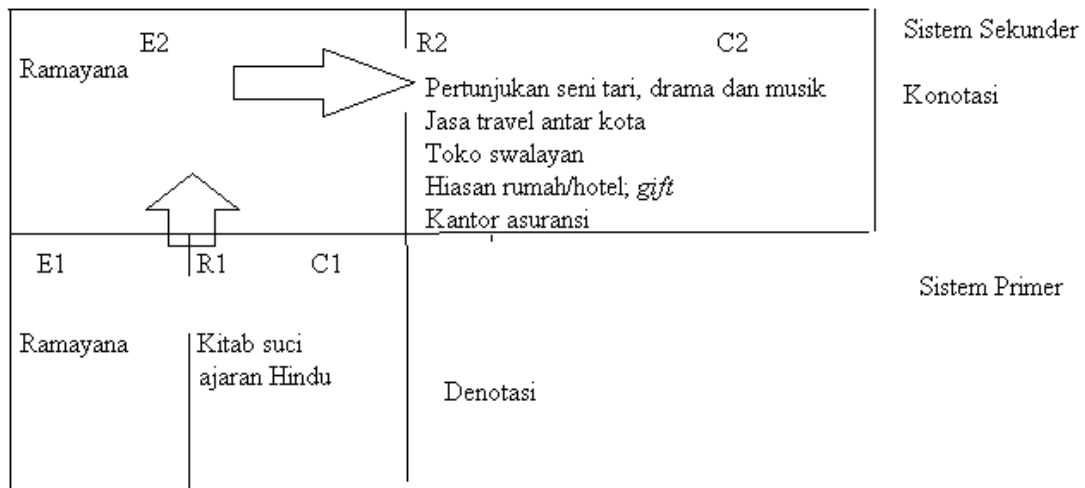 E2 R2 C2 Sistem Sekunder
Ramayana
Pertunjukan seni tari, drama dan musik Konotasi
Jasa travel antar kota
Toko swalayan
Hiasan rumah/hotel; gift
Kantor asuransi
E1 R1 C1
Sistem Primer
Ramayana Kitab suci
ajaran Hindu
Denotasi